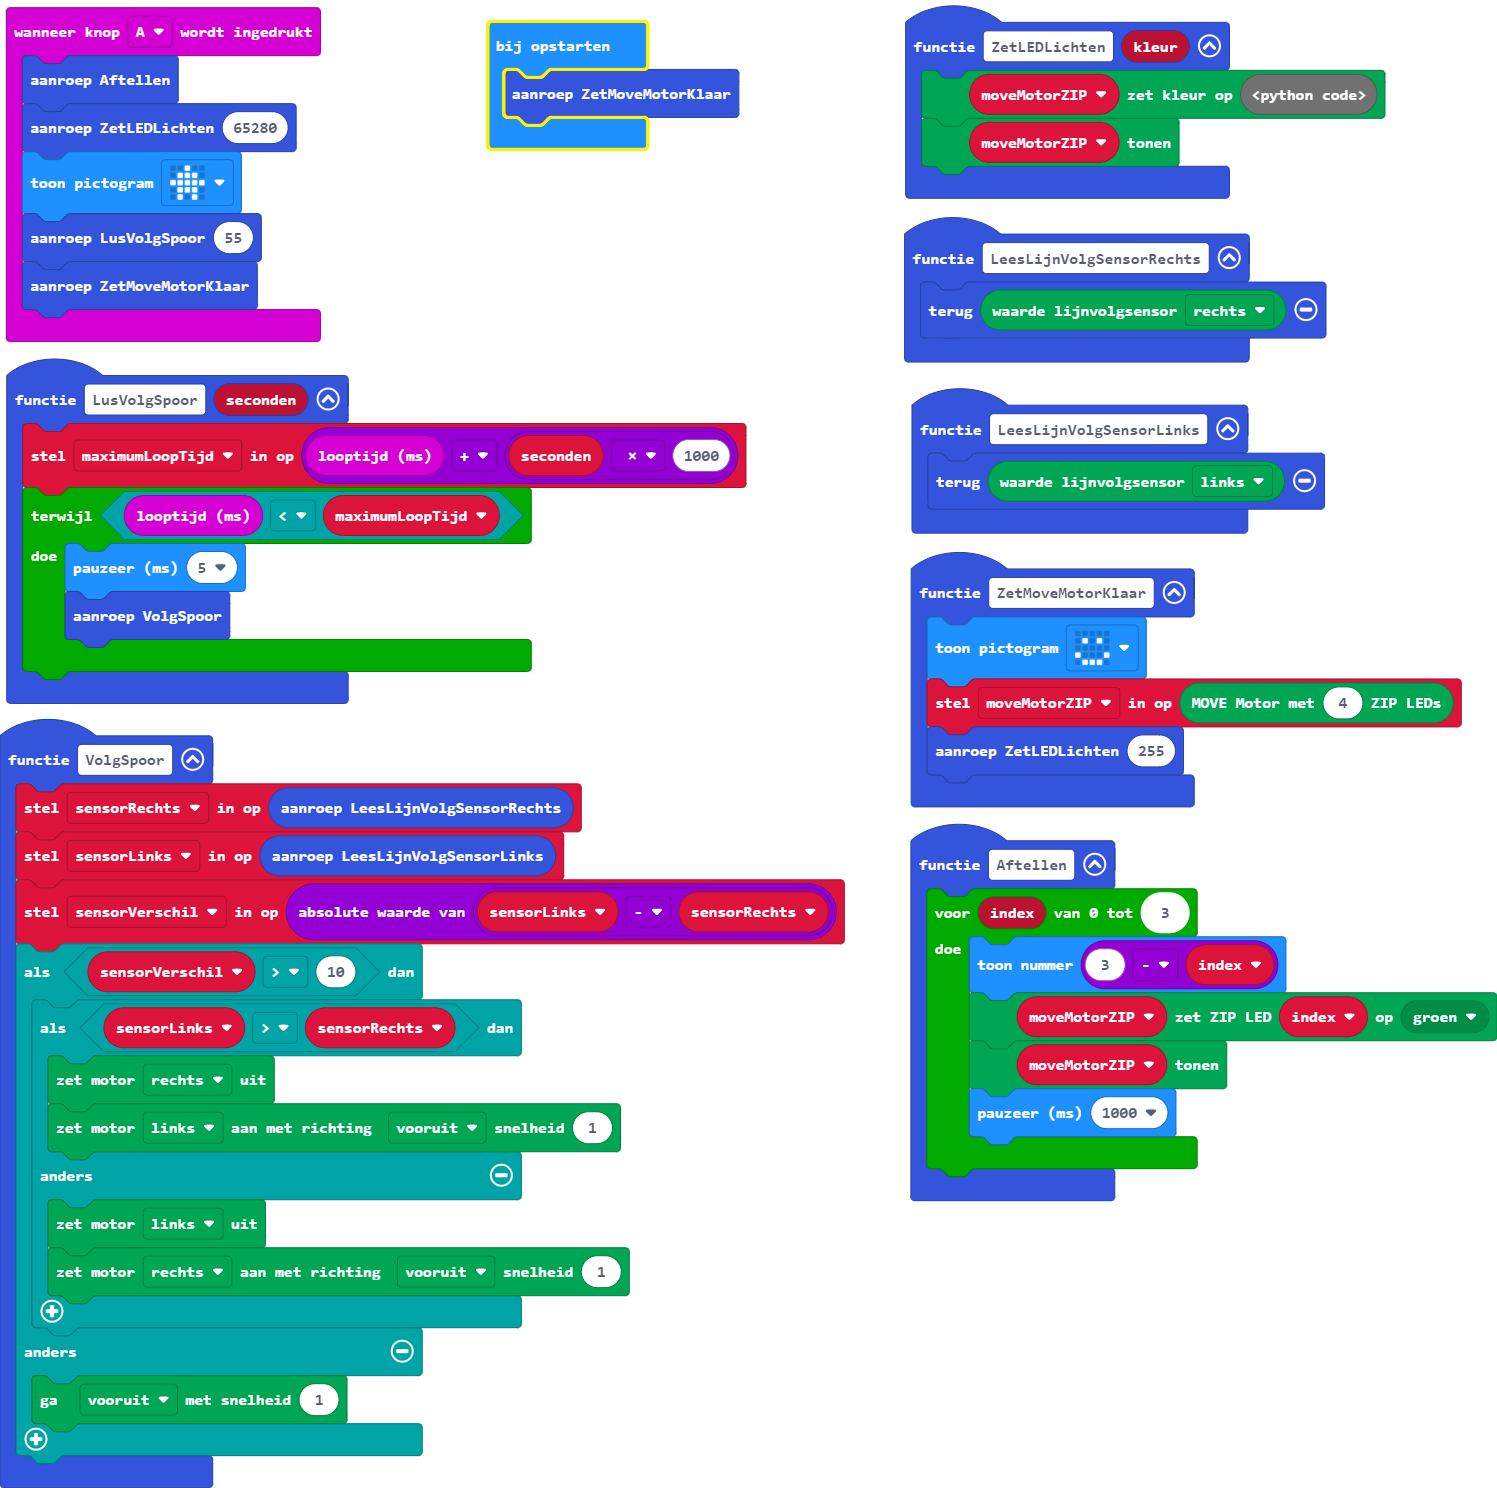 wanneer knop A wordt ingedrukt
aanroep Aftellen
aanroep ZetLEDLichten 65280
toon pictogram
aanroep LusVolgSpoor 55
aanroep ZetMoveMotorKlaar
bij opstarten
aanroep ZetMoveMotorKlaar
functie LusVolgSpoor seconden
stel maximumLoopTijd in op looptijd (ms) + seconden × 1000
terwijl looptijd (ms) < maximumLoopTijd
doe
pauzeer (ms) 5
aanroep VolgSpoor
functie VolgSpoor
stel sensorRechts in op aanroep LeesLijnVolgSensorRechts
stel sensorLinks in op aanroep LeesLijnVolgSensorLinks
stel sensorVerschil in op absolute waarde van sensorLinks - sensorRechts
als sensorVerschil > 10 dan
als sensorLinks > sensorRechts dan
zet motor rechts uit
zet motor links aan met richting vooruit snelheid 1
anders
zet motor links uit
zet motor rechts aan met richting vooruit snelheid 1
anders
ga vooruit met snelheid 1
functie ZetLEDLichten kleur
moveMotorZIP zet kleur op <python code>
moveMotorZIP tonen
functie LeesLijnVolgSensorRechts
terug waarde lijnvolgsensor rechts
functie LeesLijnVolgSensorLinks
terug waarde lijnvolgsensor links
functie ZetMoveMotorKlaar
toon pictogram
stel moveMotorZIP in op MOVE Motor met 4 ZIP LEDs
aanroep ZetLEDLichten 255
functie Aftellen
voor index van 0 tot 3
doe
toon nummer 3 - index
moveMotorZIP zet ZIP LED index op groen
moveMotorZIP tonen
pauzeer (ms) 1000